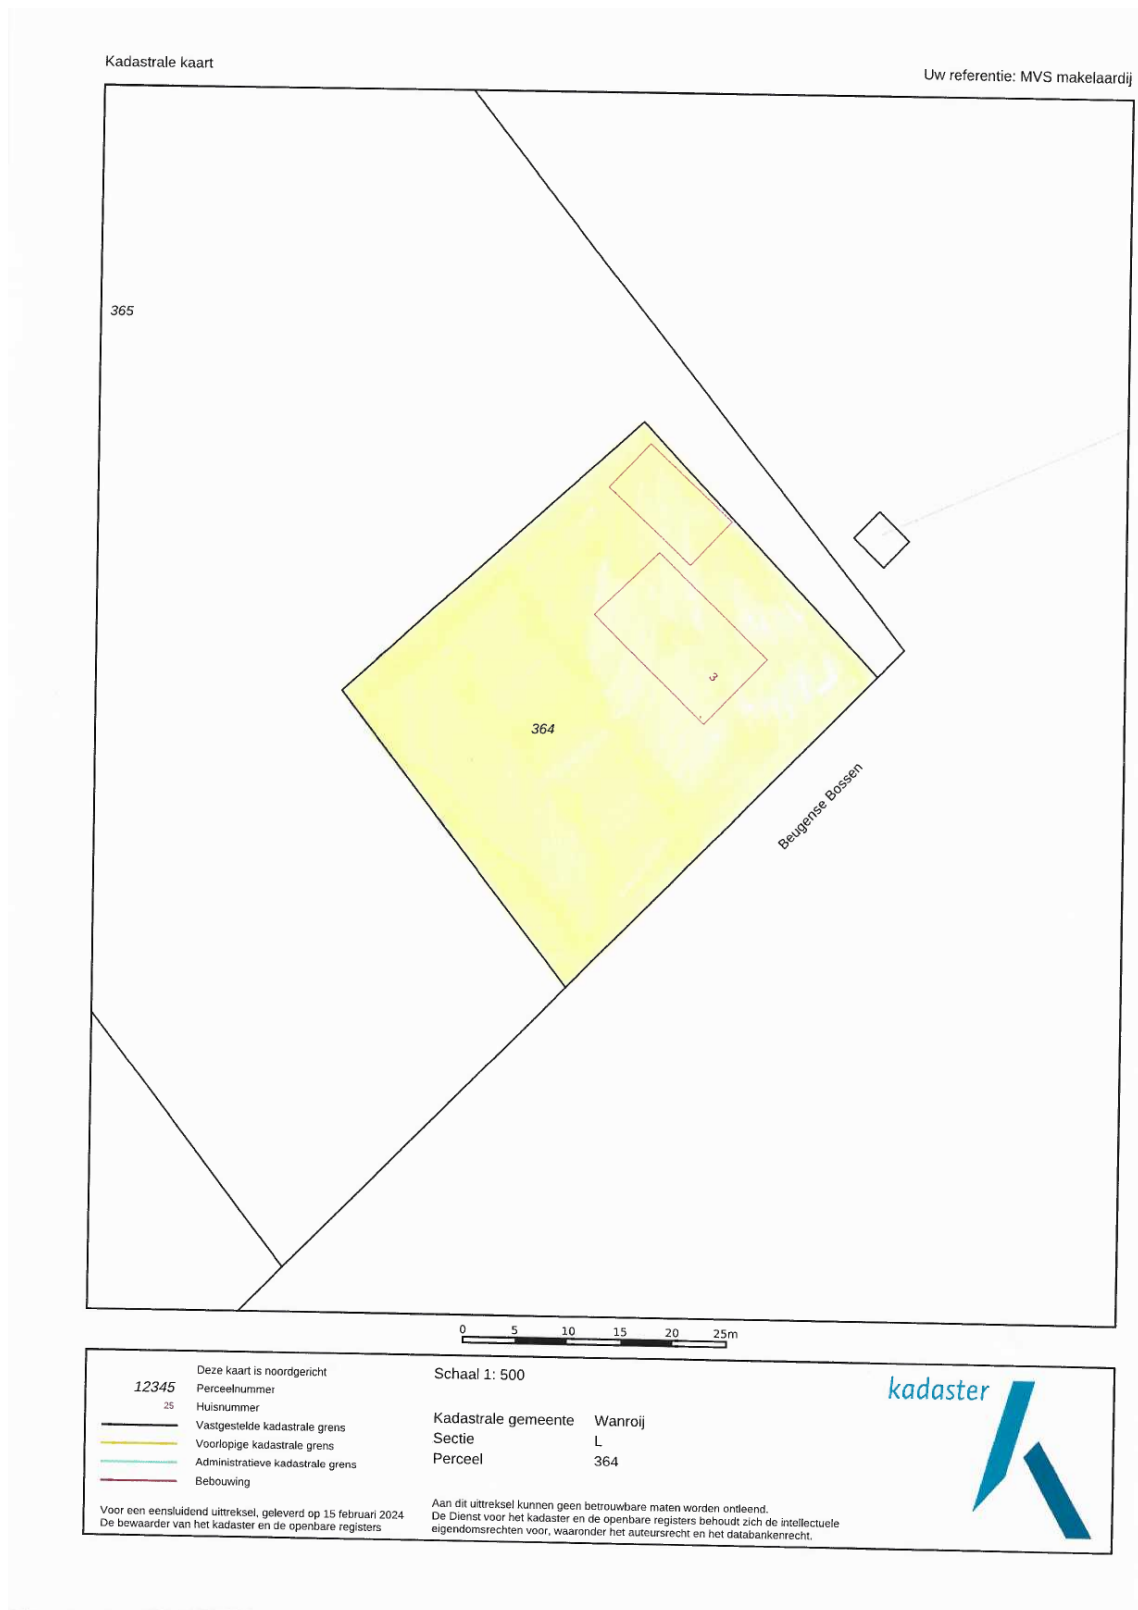 Kadastrale kaart
Uw referentie: MVS makelaardij
365
3
364
Beugense Bossen
0 5 10 15 20 25m
Deze kaart is noordgericht
12345 Perceelnummer
25 Huisnummer
Vastgestelde kadastrale grens
Voorlopige kadastrale grens
Administratieve kadastrale grens
Bebouwing
Voor een eensluidend uittreksel, geleverd op 15 februari 2024
De bewaarder van het kadaster en de openbare registers
Schaal 1: 500
Kadastrale gemeente Wanroij
Sectie L
Perceel 364
Aan dit uittreksel kunnen geen betrouwbare maten worden ontleend.
De Dienst voor het kadaster en de openbare registers behoudt zich de intellectuele
eigendomsrechten voor, waaronder het auteursrecht en het databankenrecht.
kadaster